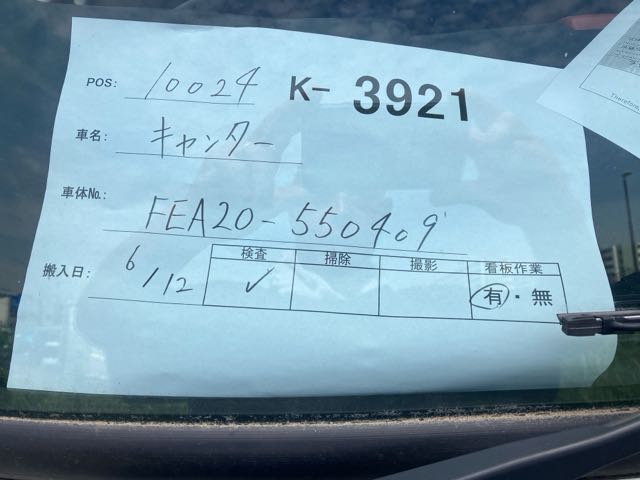 POS: 10024 K- 3921
車名: キャンター
車体No.: FEA20-550409
搬入日: 6/12
検査 掃除 撮影 看板作業
✓ 有・無
Therefore,